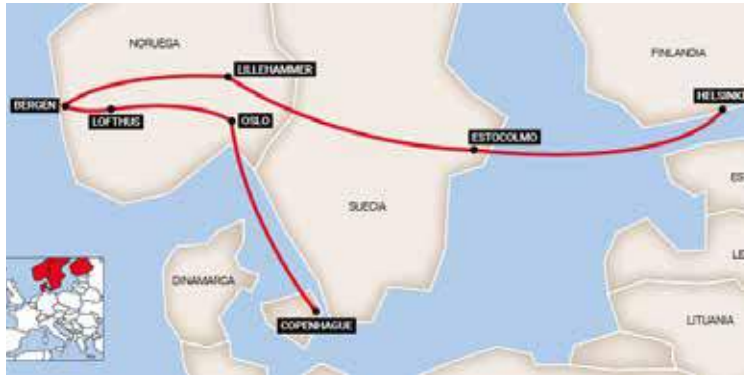 NORUEGA
FINLANDIA
LILLEHAMMER
HELSINKI
BERGEN
LOFTHUS
OSLO
ESTOCOLMO
SUECIA
DINAMARCA
LITUANIA
COPENHAGUE